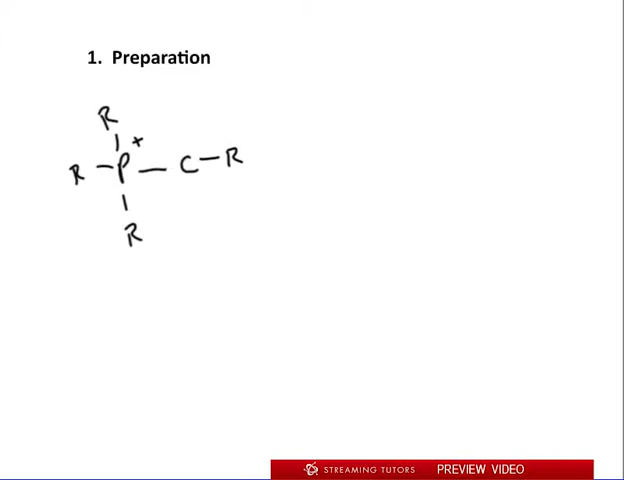 1. Preparation
R
+
R – P – C – R
R
STREAMING TUTORS PREVIEW VIDEO